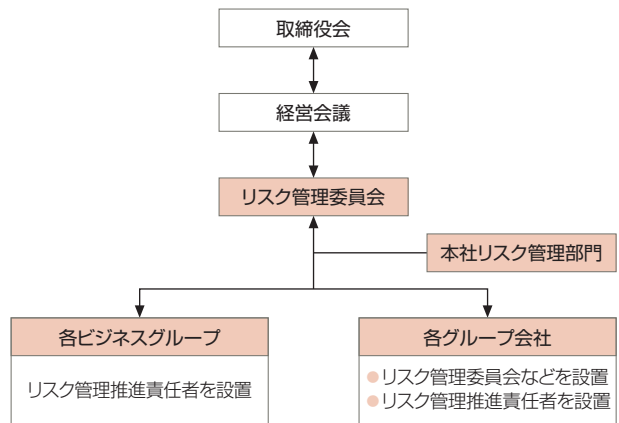 取締役会
経営会議
リスク管理委員会
本社リスク管理部門
各ビジネスグループ
リスク管理推進責任者を設置
各グループ会社
●リスク管理委員会などを設置
●リスク管理推進責任者を設置